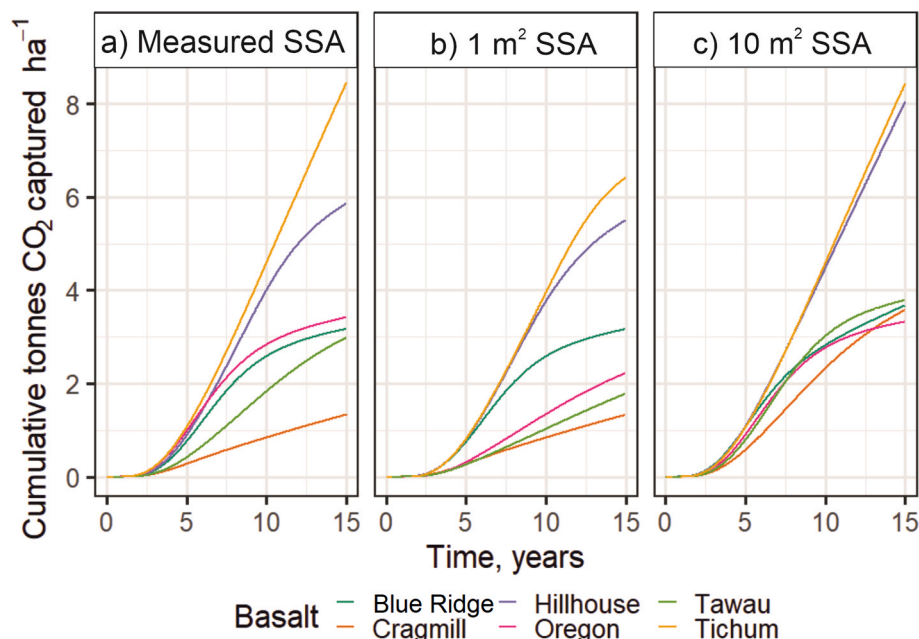 a) Measured SSA
b) 1 m² SSA
c) 10 m² SSA
Cumulative tonnes CO₂ captured ha⁻¹
8
6
4
2
0
0 5 10 15
0 5 10 15
0 5 10 15
Time, years
Basalt
Blue Ridge Hillhouse Tawau
Cragmill Oregon Tichum